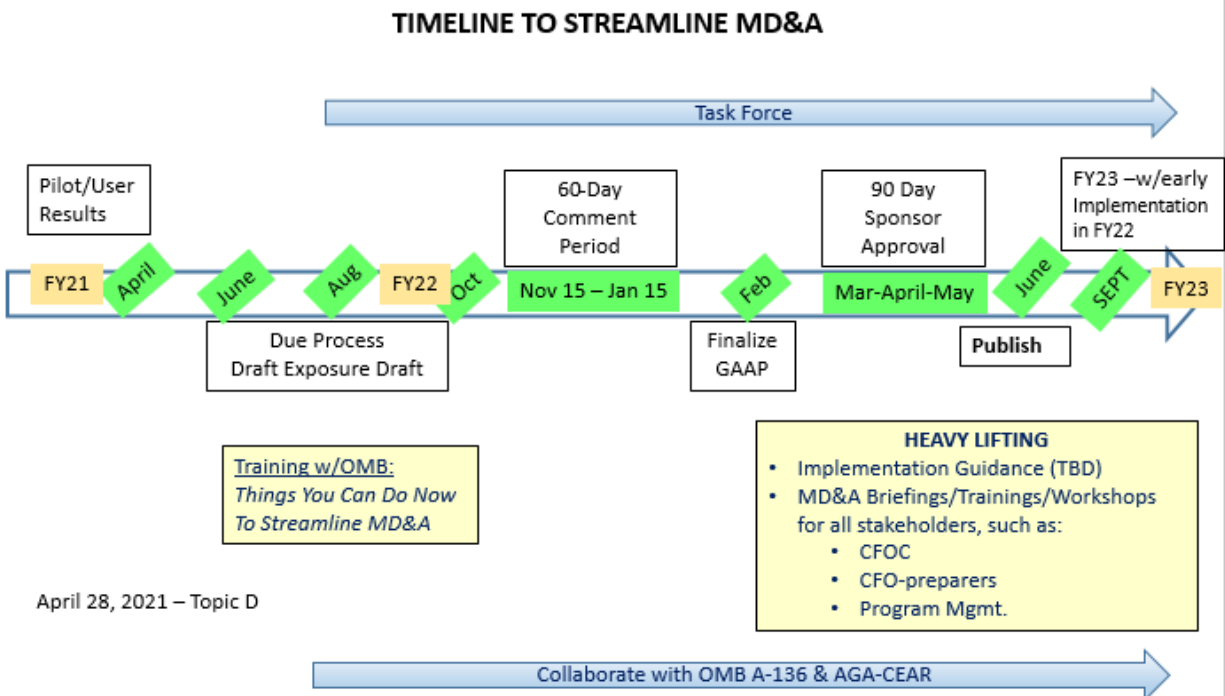 TIMELINE TO STREAMLINE MD&A
Task Force
Pilot/User
Results
60-Day
Comment
Period
90 Day
Sponsor
Approval
FY23 –w/early
Implementation
in FY22
FY21
April
June
Aug
FY22
Oct
Nov 15 – Jan 15
Feb
Mar-April-May
June
SEPT
FY23
Due Process
Draft Exposure Draft
Finalize
GAAP
Publish
Training w/OMB:
Things You Can Do Now
To Streamline MD&A
HEAVY LIFTING
• Implementation Guidance (TBD)
• MD&A Briefings/Trainings/Workshops
for all stakeholders, such as:
• CFOC
• CFO-preparers
• Program Mgmt.
April 28, 2021 – Topic D
Collaborate with OMB A-136 & AGA-CEAR